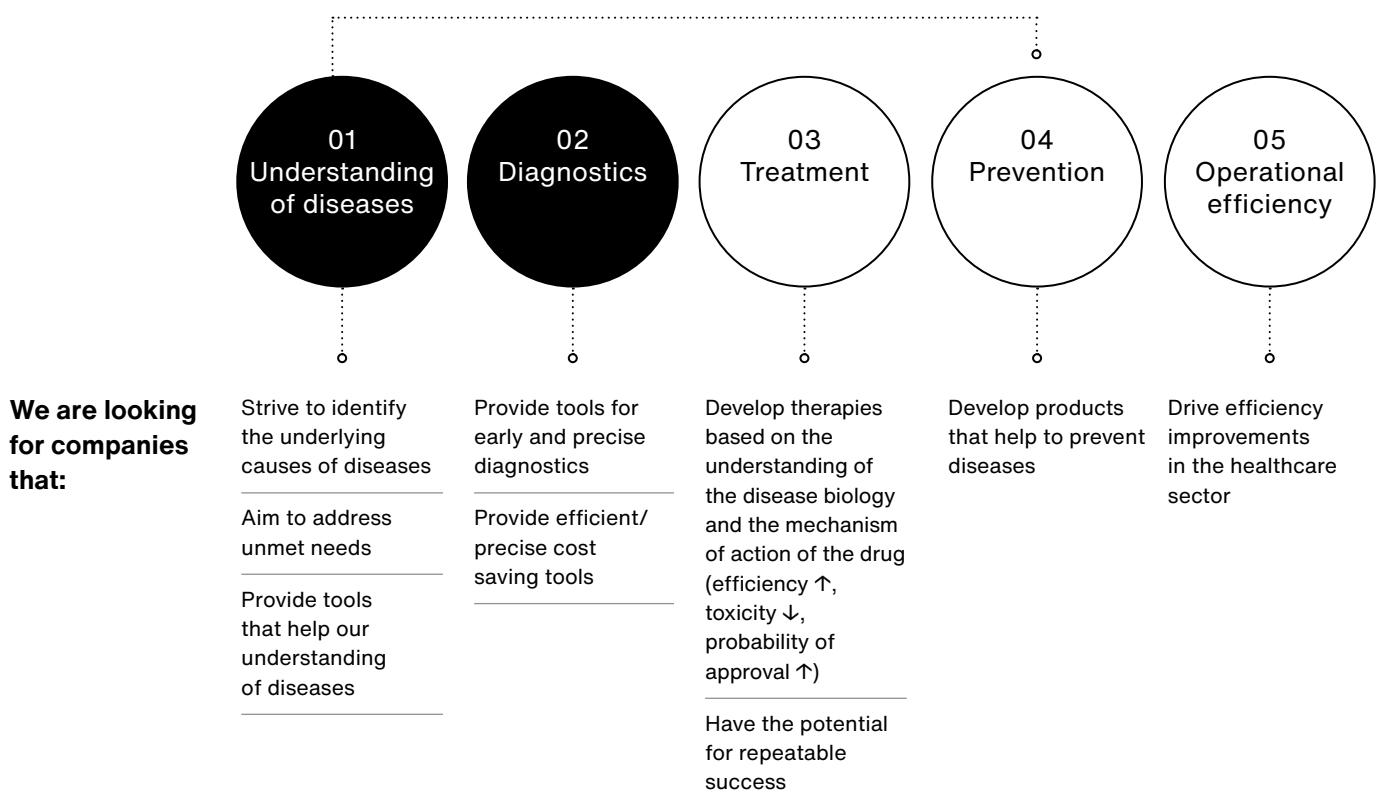 01
Understanding
of diseases
02
Diagnostics
03
Treatment
04
Prevention
05
Operational
efficiency
We are looking
for companies
that:
Strive to identify
the underlying
causes of diseases
Aim to address
unmet needs
Provide tools
that help our
understanding
of diseases
Provide tools for
early and precise
diagnostics
Provide efficient/
precise cost
saving tools
Develop therapies
based on the
understanding of
the disease biology
and the mechanism
of action of the drug
(efficiency ↑,
toxicity ↓,
probability of
approval ↑)
Have the potential
for repeatable
success
Develop products
that help to prevent
diseases
Drive efficiency
improvements
in the healthcare
sector